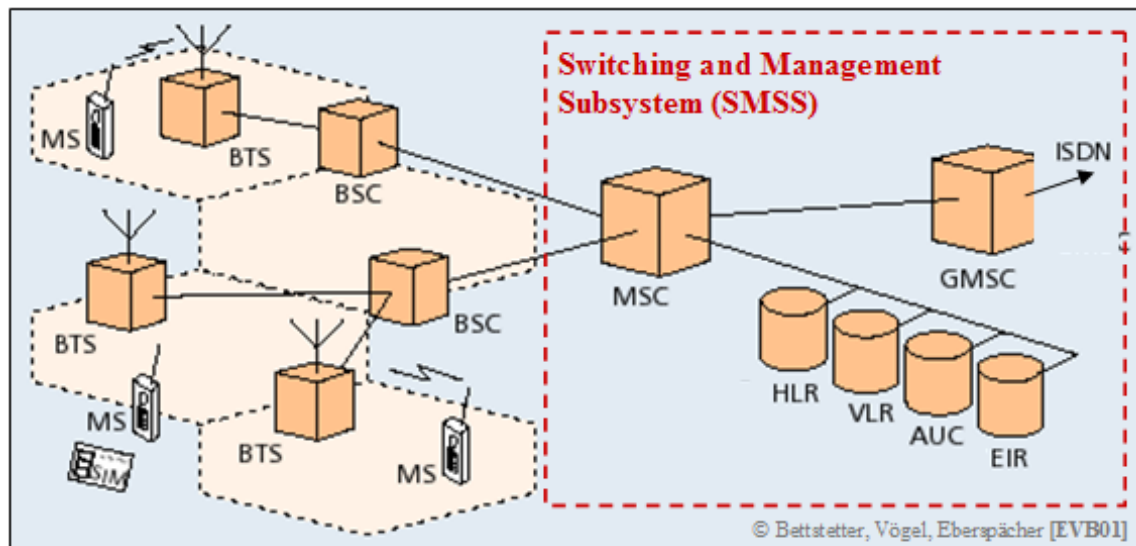 Switching and Management
Subsystem (SMSS)
MS
BTS
BSC
ISDN
MSC
GMSC
BTS
BSC
MS
SIM
BTS
MS
HLR
VLR
AUC
EIR
© Bettstetter, Vögel, Eberspächer [EVB01]